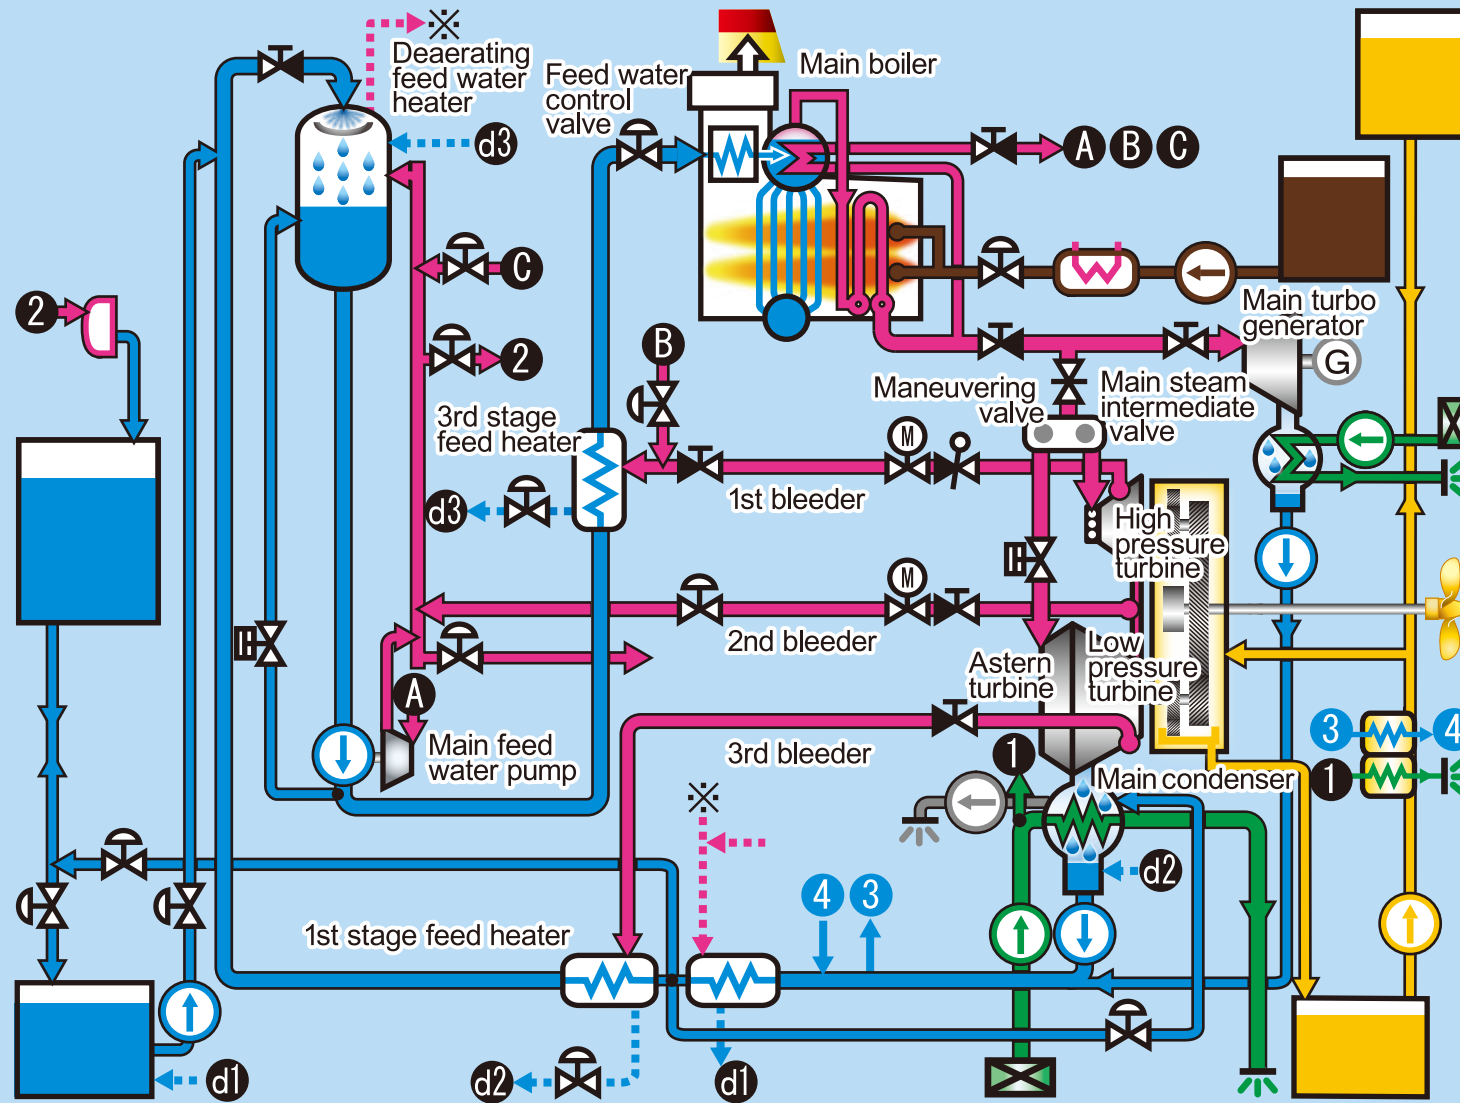 ※
Deaerating
feed water
heater
Feed water
control
valve
Main boiler
d3
A B C
C
2
2
B
Main turbo
generator
G
Maneuvering
valve
Main steam
intermediate
valve
3rd stage
feed heater
M
1st bleeder
d3
High
pressure
turbine
M
2nd bleeder
Astern
turbine
Low
pressure
turbine
A
Main feed
water pump
3rd bleeder
3
4
1
1
Main condenser
※
d2
4
3
1st stage feed heater
d1
d2
d1